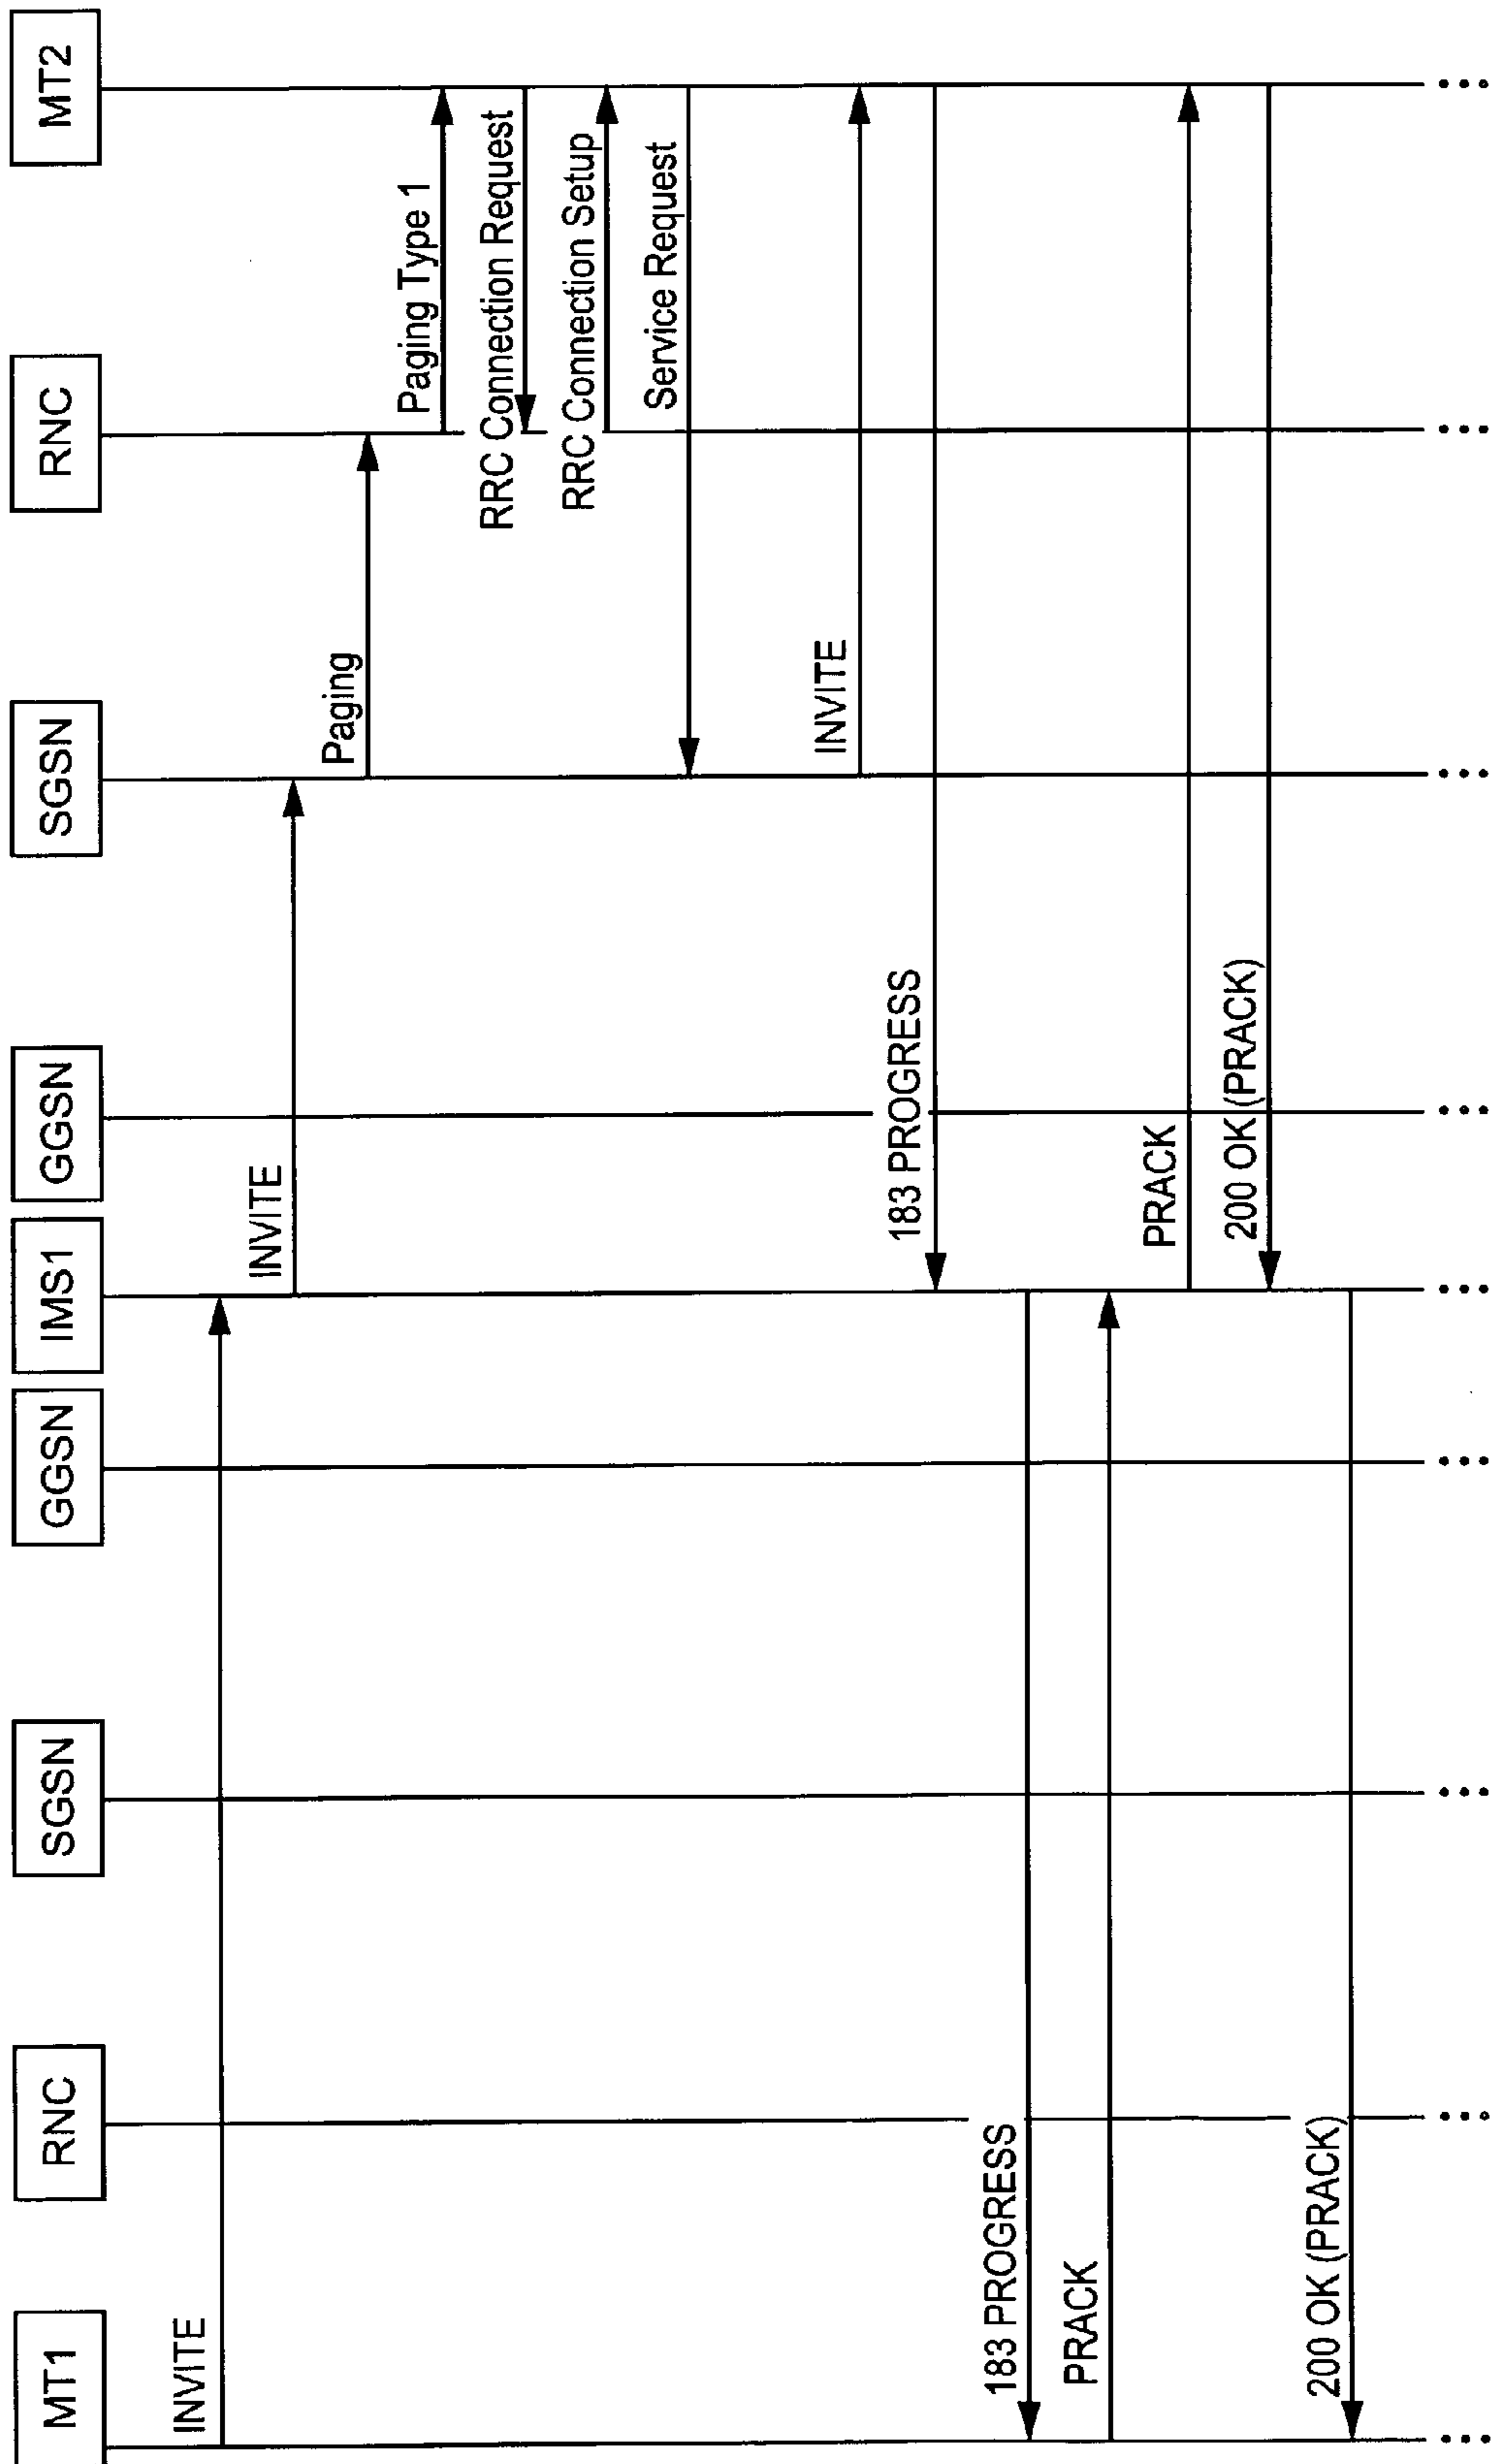 MT1
RNC
SGSN
GGSN
IMS1
GGSN
SGSN
RNC
MT2
INVITE
INVITE
Paging
Paging Type 1
RRC Connection Request
RRC Connection Setup
Service Request
INVITE
183 PROGRESS
183 PROGRESS
PRACK
PRACK
200 OK (PRACK)
200 OK (PRACK)